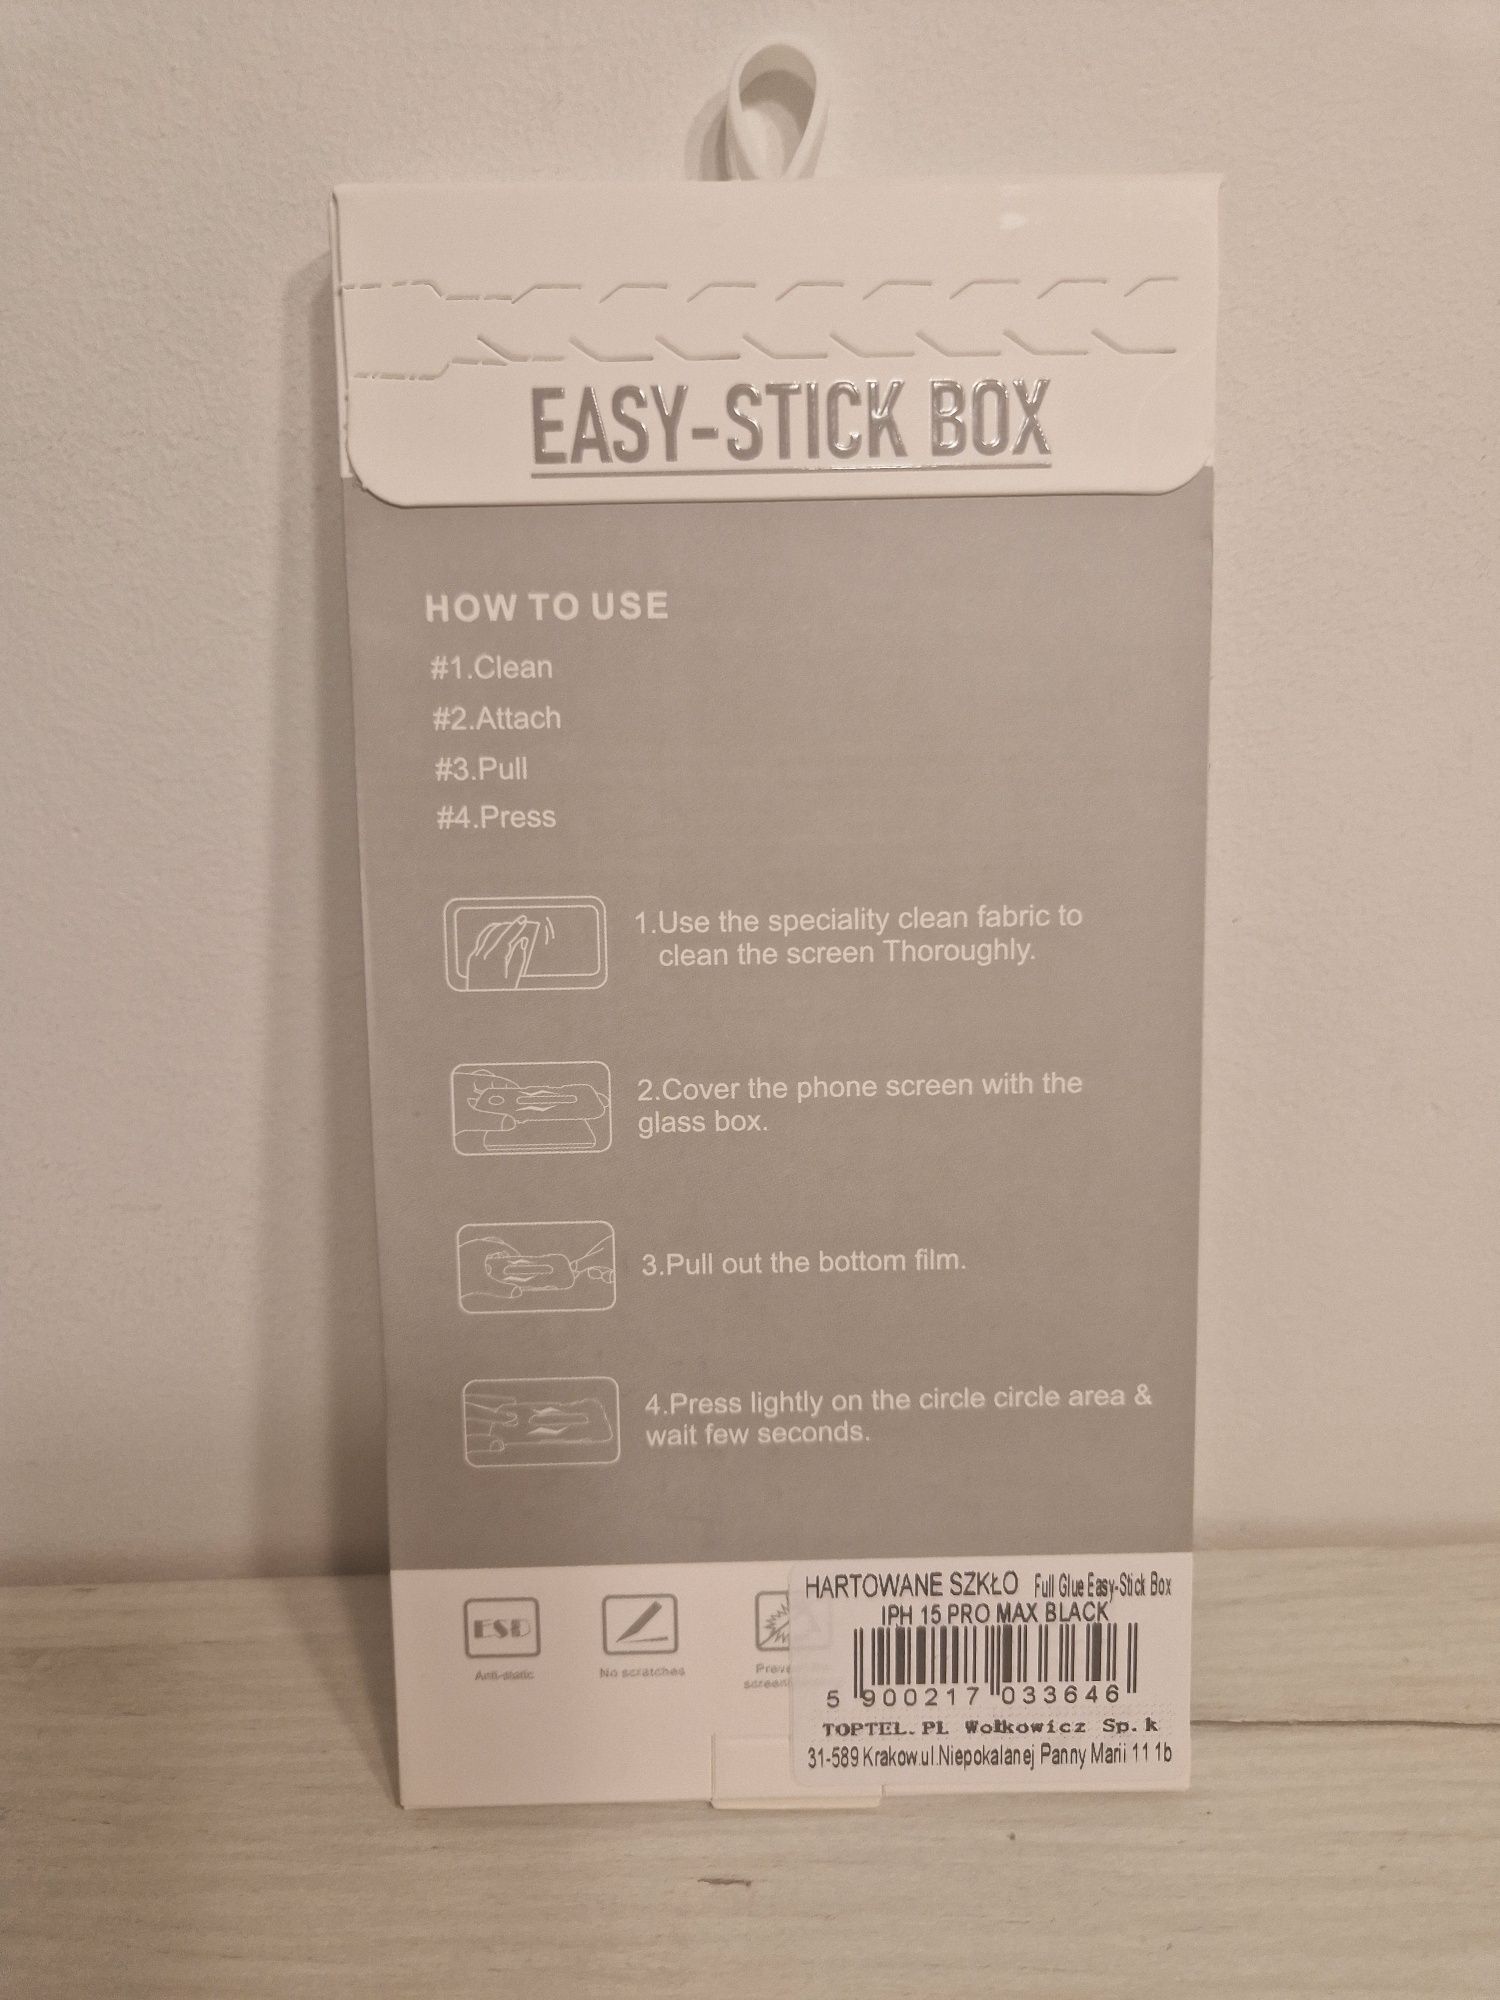 EASY-STICK BOX
HOW TO USE
#1.Clean
#2.Attach
#3.Pull
#4.Press
1.Use the speciality clean fabric to
clean the screen Thoroughly.
2.Cover the phone screen with the
glass box.
3.Pull out the bottom film.
4.Press lightly on the circle circle area &
wait few seconds.
ESD
Anti-static
No scratches
HARTOWANE SZKŁO Full Glue Easy-Stick Box
IPH 15 PRO MAX BLACK
5 900217 033646
TOPTEL.PL Wołkowicz Sp.k
31-589 Krakow.ul.Niepokalanej Panny Marii 11 1b